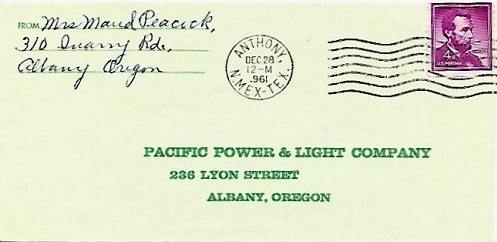 FROM Mrs Maud Peacock,
310 Quarry Rd.,
Albany Oregon
ANTHONY,
DEC 28
12-M
1961
N.MEX-TEX.
4¢
U.S. POSTAGE
PACIFIC POWER & LIGHT COMPANY
236 LYON STREET
ALBANY, OREGON